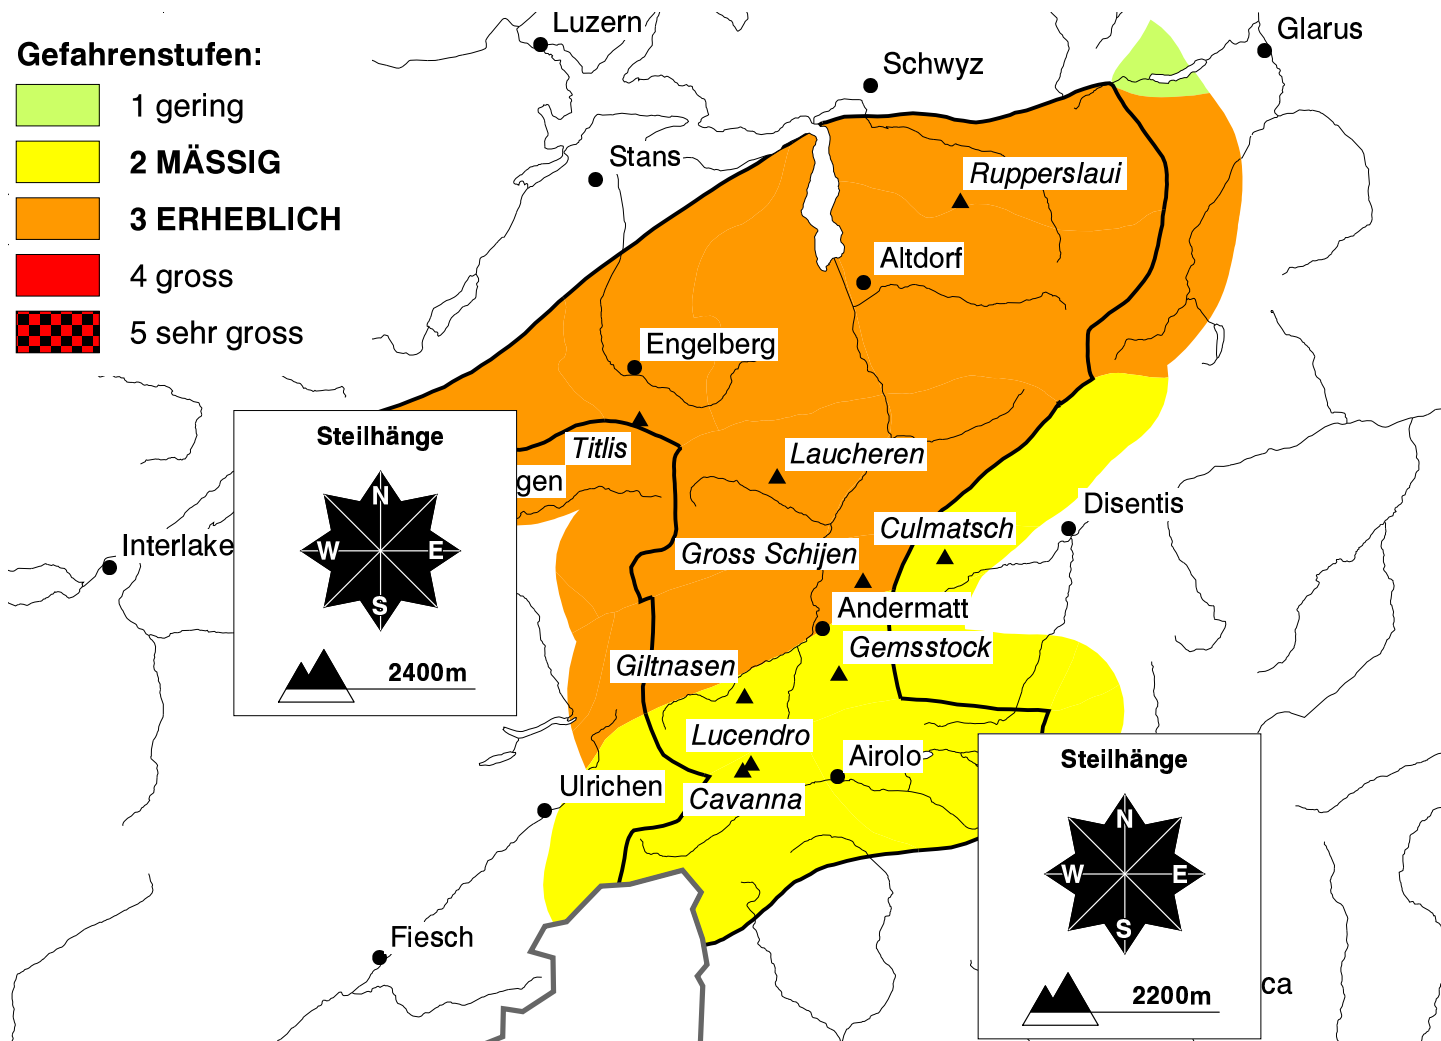 Gefahrenstufen:
1 gering
2 MÄSSIG
3 ERHEBLICH
4 gross
5 sehr gross
Luzern
Glarus
Schwyz
Stans
Rupperslaui
Altdorf
Engelberg
Titlis
Laucheren
gen
Disentis
Culmatsch
Interlake
Gross Schijen
Andermatt
Gemsstock
Giltnasen
Lucendro
Airolo
Ulrichen
Cavanna
Fiesch
ca
Steilhänge
N
W E
S
2400m
Steilhänge
N
W E
S
2200m